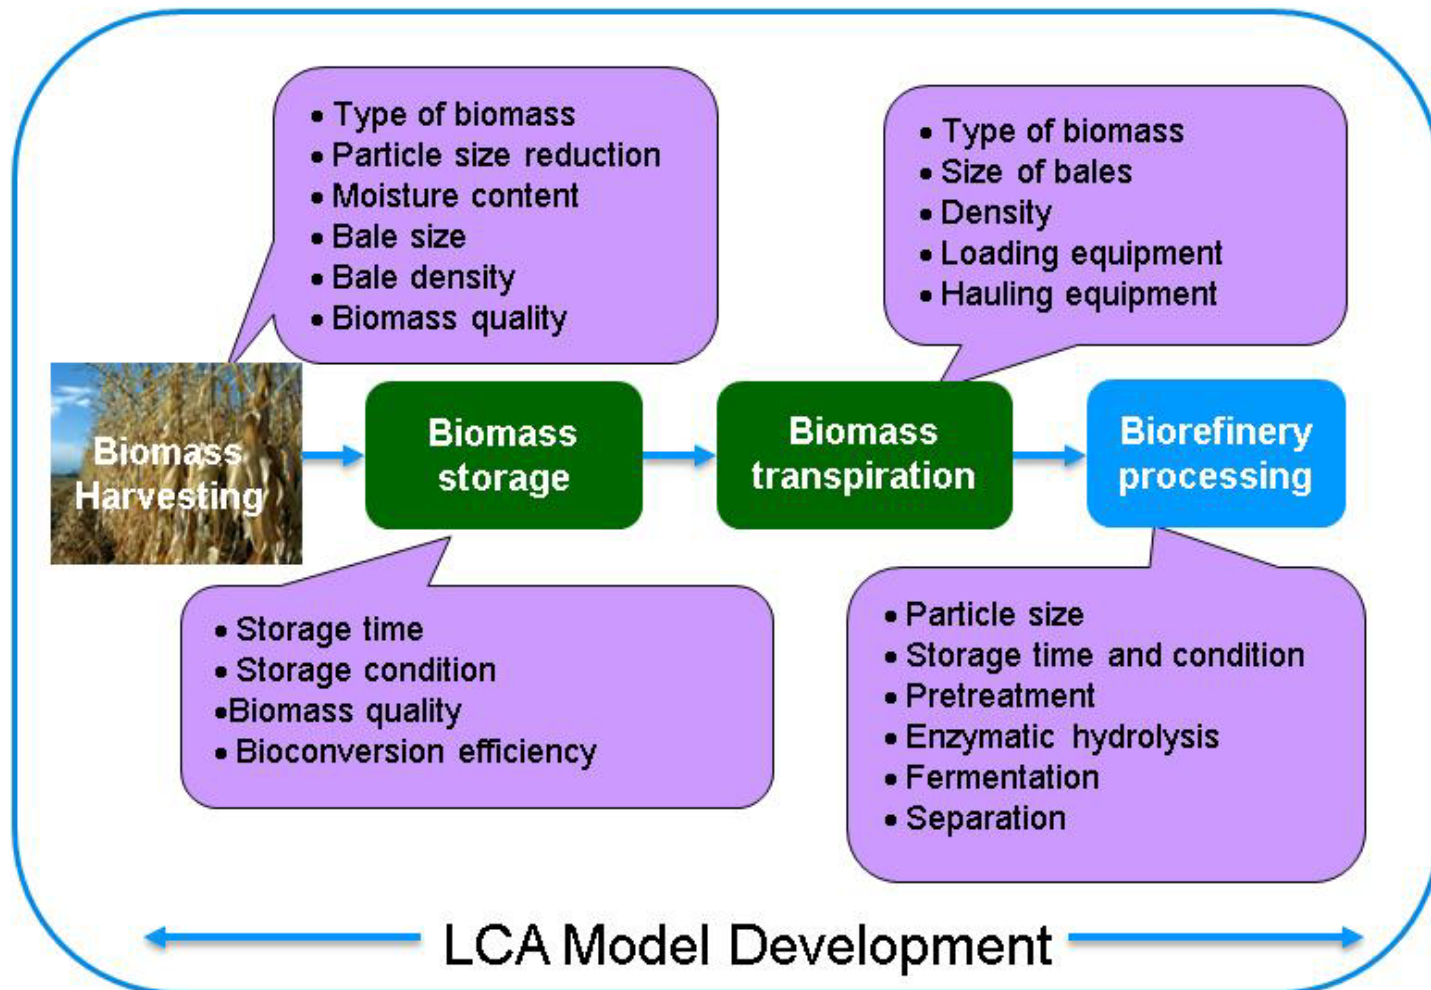 • Type of biomass
• Particle size reduction
• Moisture content
• Bale size
• Bale density
• Biomass quality
• Type of biomass
• Size of bales
• Density
• Loading equipment
• Hauling equipment
Biomass
Harvesting
Biomass
storage
Biomass
transpiration
Biorefinery
processing
• Storage time
• Storage condition
•Biomass quality
• Bioconversion efficiency
• Particle size
• Storage time and condition
• Pretreatment
• Enzymatic hydrolysis
• Fermentation
• Separation
LCA Model Development